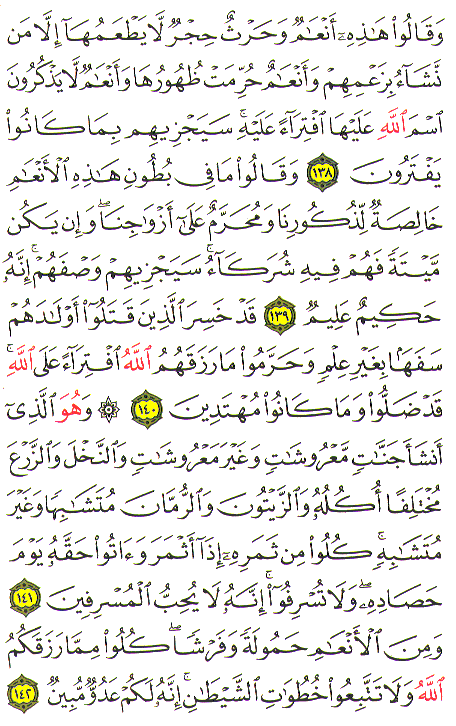 وَقَالُوا۟ هَـٰذِهِۦٓ أَنْعَـٰمٌ وَحَرْثٌ حِجْرٌ لَّا يَطْعَمُهَآ إِلَّا مَن
نَّشَآءُ بِزَعْمِهِمْ وَأَنْعَـٰمٌ حُرِّمَتْ ظُهُورُهَا وَأَنْعَـٰمٌ لَّا يَذْكُرُونَ
ٱسْمَ ٱللَّهِ عَلَيْهَا ٱفْتِرَآءً عَلَيْهِ ۚ سَيَجْزِيهِم بِمَا كَانُوا۟
يَفْتَرُونَ ١٣٨ وَقَالُوا۟ مَا فِى بُطُونِ هَـٰذِهِ ٱلْأَنْعَـٰمِ
خَالِصَةٌ لِّذُكُورِنَا وَمُحَرَّمٌ عَلَىٰٓ أَزْوَٰجِنَا ۖ وَإِن يَكُن
مَّيْتَةً فَهُمْ فِيهِ شُرَكَآءُ ۚ سَيَجْزِيهِمْ وَصْفَهُمْ ۚ إِنَّهُۥ
حَكِيمٌ عَلِيمٌ ١٣٩ قَدْ خَسِرَ ٱلَّذِينَ قَتَلُوٓا۟ أَوْلَـٰدَهُمْ
سَفَهًۢا بِغَيْرِ عِلْمٍ وَحَرَّمُوا۟ مَا رَزَقَهُمُ ٱللَّهُ ٱفْتِرَآءً عَلَى ٱللَّهِ ۚ
قَدْ ضَلُّوا۟ وَمَا كَانُوا۟ مُهْتَدِينَ ١٤٠ ۞ وَهُوَ ٱلَّذِىٓ
أَنشَأَ جَنَّـٰتٍ مَّعْرُوشَـٰتٍ وَغَيْرَ مَعْرُوشَـٰتٍ وَٱلنَّخْلَ وَٱلزَّرْعَ
مُخْتَلِفًا أُكُلُهُۥ وَٱلزَّيْتُونَ وَٱلرُّمَّانَ مُتَشَـٰبِهًا وَغَيْرَ
مُتَشَـٰبِهٍ ۚ كُلُوا۟ مِن ثَمَرِهِۦٓ إِذَآ أَثْمَرَ وَءَاتُوا۟ حَقَّهُۥ يَوْمَ
حَصَادِهِۦ ۖ وَلَا تُسْرِفُوٓا۟ ۚ إِنَّهُۥ لَا يُحِبُّ ٱلْمُسْرِفِينَ ١٤١
وَمِنَ ٱلْأَنْعَـٰمِ حَمُولَةً وَفَرْشًا ۚ كُلُوا۟ مِمَّا رَزَقَكُمُ
ٱللَّهُ وَلَا تَتَّبِعُوا۟ خُطُوَٰتِ ٱلشَّيْطَـٰنِ ۚ إِنَّهُۥ لَكُمْ عَدُوٌّ مُّبِينٌ ١٤٢